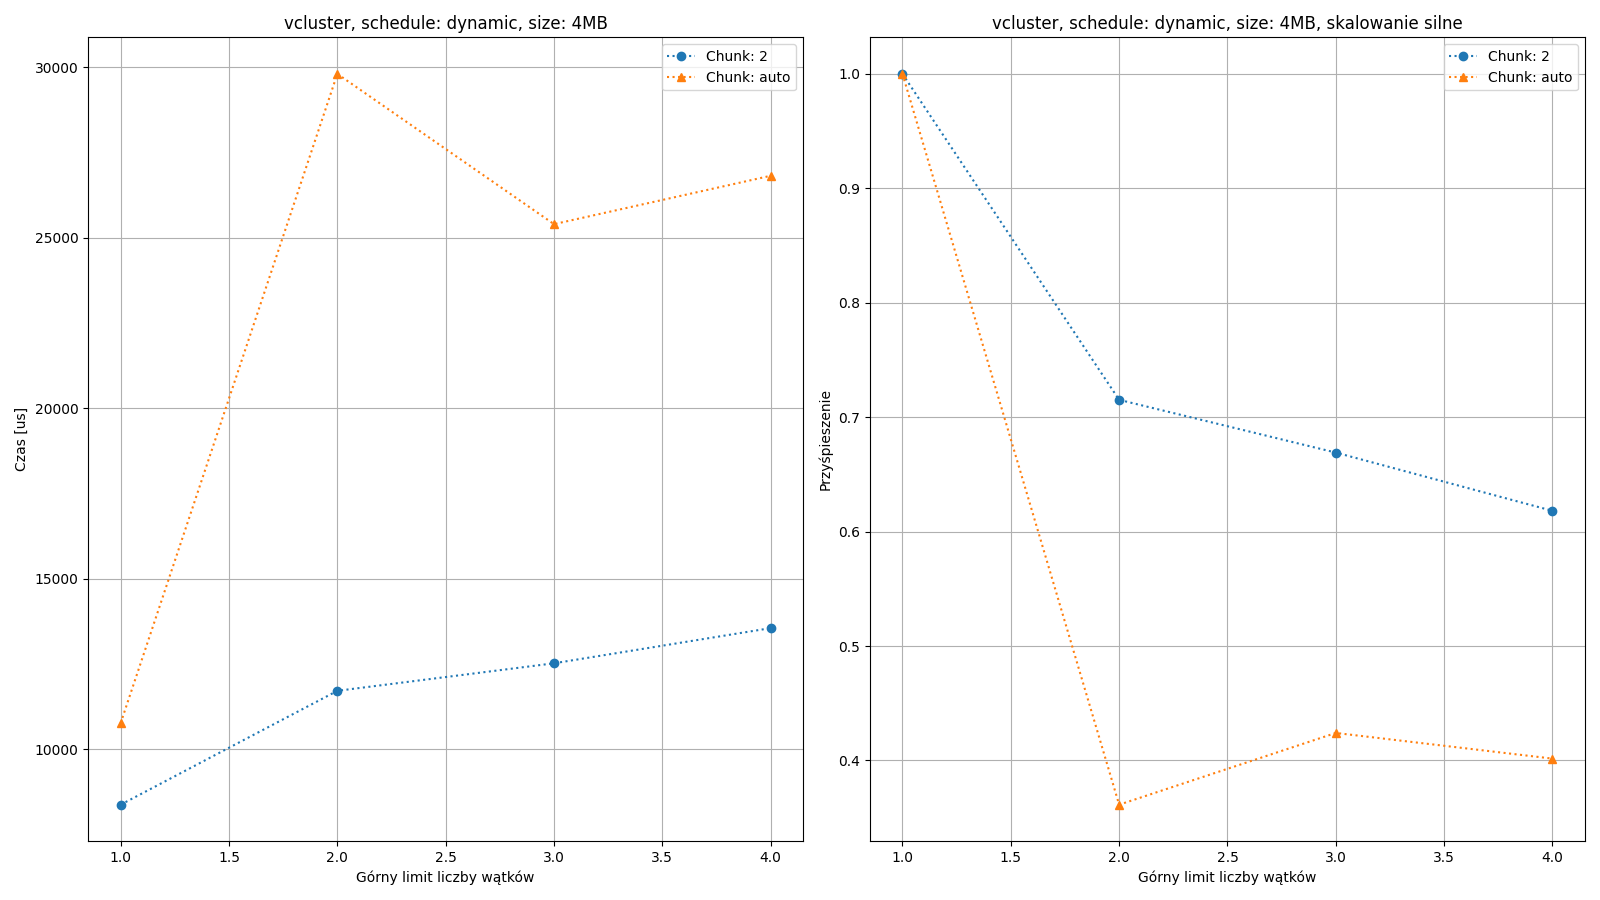 vcluster, schedule: dynamic, size: 4MB
Chunk: 2
Chunk: auto
30000
25000
20000
15000
10000
Czas [us]
1.0
1.5
2.0
2.5
3.0
3.5
4.0
Górny limit liczby wątków
vcluster, schedule: dynamic, size: 4MB, skalowanie silne
Chunk: 2
Chunk: auto
1.0
0.9
0.8
0.7
0.6
0.5
0.4
Przyśpieszenie
1.0
1.5
2.0
2.5
3.0
3.5
4.0
Górny limit liczby wątków